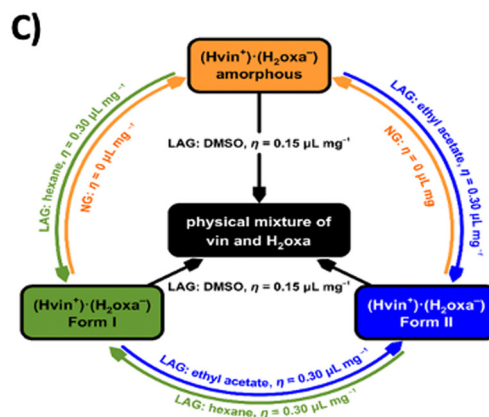 C)
(Hvin⁺)·(H₂oxa⁻)
amorphous
LAG: hexane, η = 0.30 µL mg⁻¹
NG: η = 0 µL mg⁻¹
LAG: ethyl acetate, η = 0.30 µL mg⁻¹
NG: η = 0 µL mg
LAG: DMSO, η = 0.15 µL mg⁻¹
physical mixture of
vin and H₂oxa
LAG: DMSO, η = 0.15 µL mg⁻¹
(Hvin⁺)·(H₂oxa⁻)
Form I
(Hvin⁺)·(H₂oxa⁻)
Form II
LAG: ethyl acetate, η = 0.30 µL mg⁻¹
LAG: hexane, η = 0.30 µL mg⁻¹